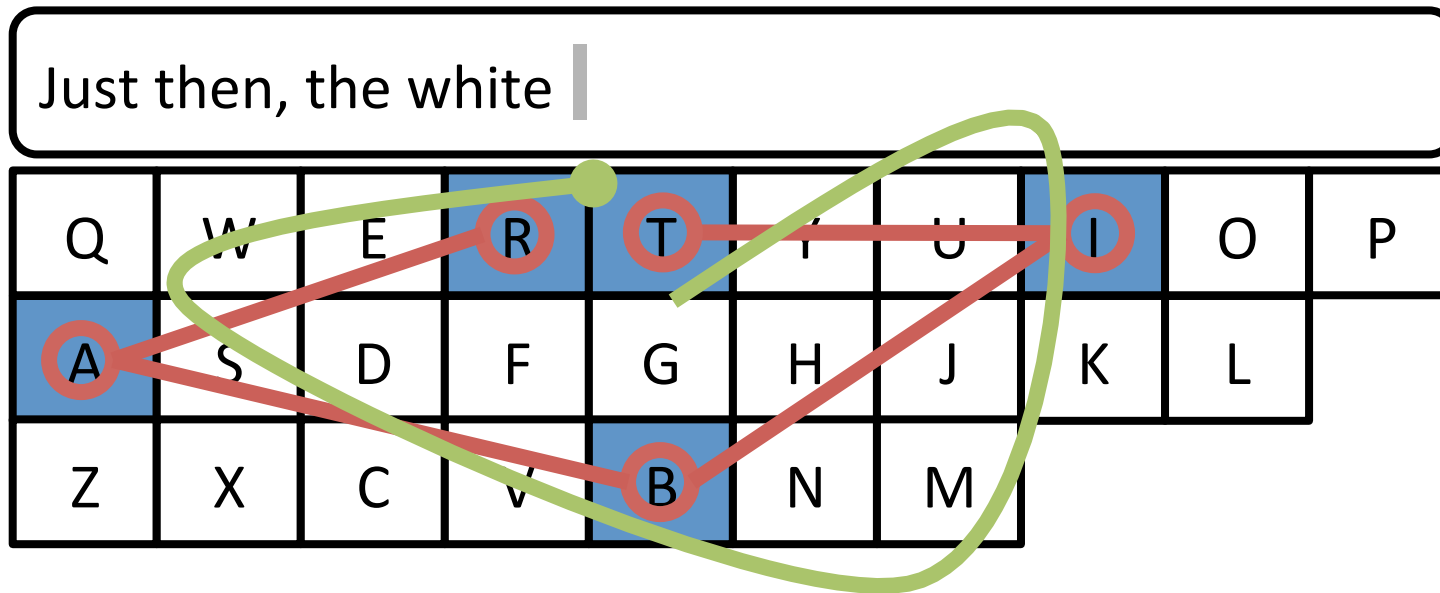 Just then, the white
Q W E R T Y U I O P
A S D F G H J K L
Z X C V B N M